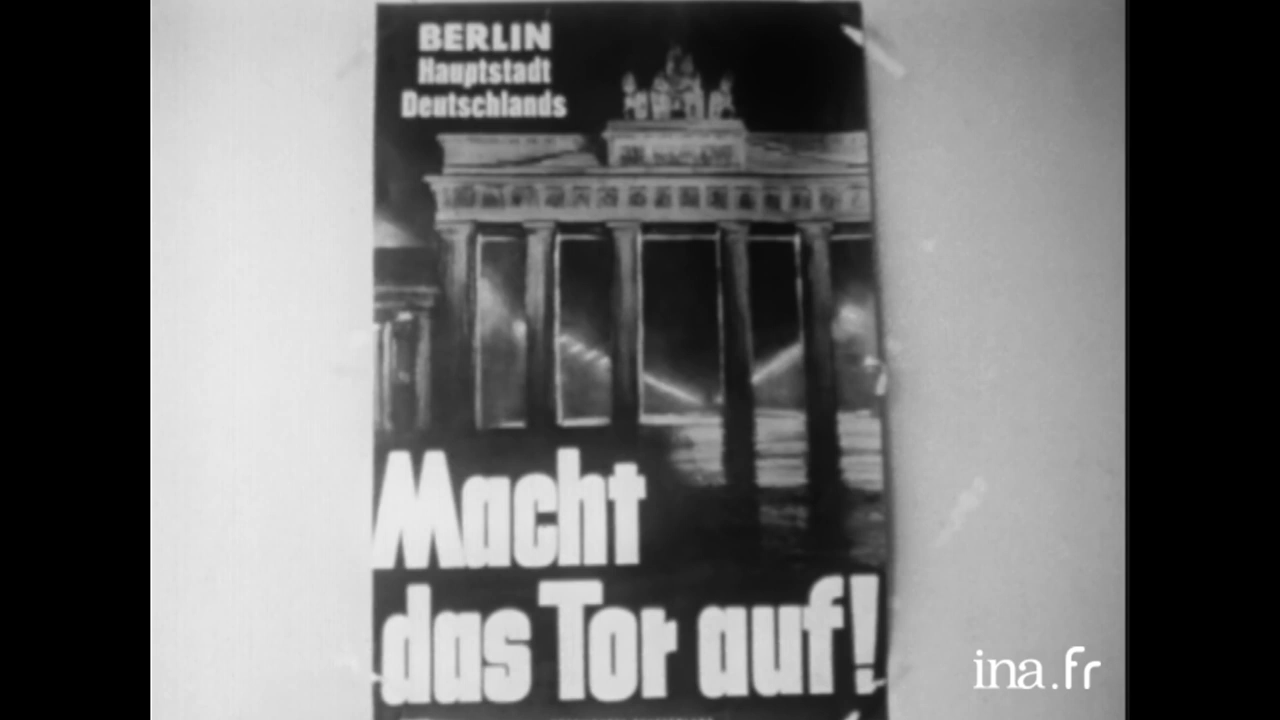 BERLIN
Hauptstadt
Deutschlands
Macht
das Tor auf!
ina.fr